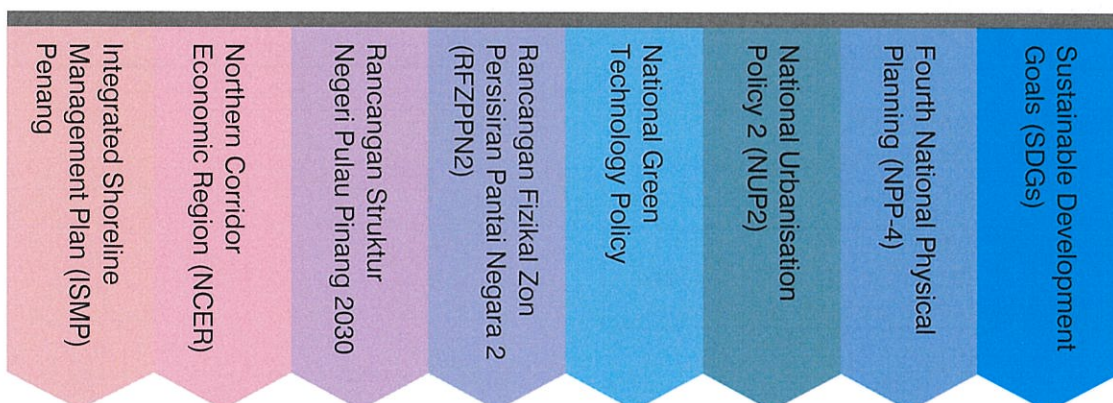 Sustainable Development
Goals (SDGs)
Fourth National Physical
Planning (NPP-4)
National Urbanisation
Policy 2 (NUP2)
National Green
Technology Policy
Rancangan Fizikal Zon
Persisiran Pantai Negara 2
(RFZPPN2)
Rancangan Struktur
Negeri Pulau Pinang 2030
Northern Corridor
Economic Region (NCER)
Integrated Shoreline
Management Plan (ISMP)
Penang